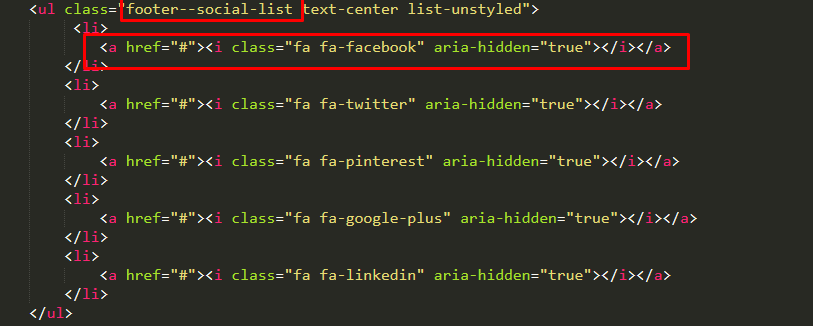 <ul class="footer--social-list text-center list-unstyled">
<li>
<a href="#"><i class="fa fa-facebook" aria-hidden="true"></i></a>
</li>
<li>
<a href="#"><i class="fa fa-twitter" aria-hidden="true"></i></a>
</li>
<li>
<a href="#"><i class="fa fa-pinterest" aria-hidden="true"></i></a>
</li>
<li>
<a href="#"><i class="fa fa-google-plus" aria-hidden="true"></i></a>
</li>
<li>
<a href="#"><i class="fa fa-linkedin" aria-hidden="true"></i></a>
</li>
</ul>